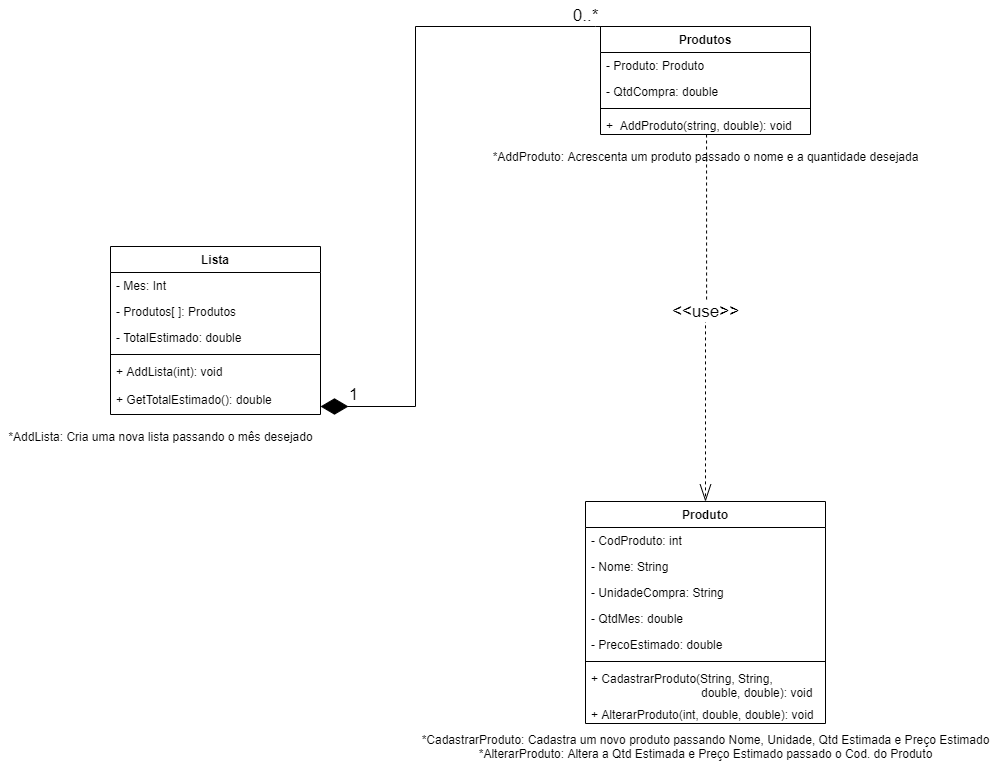 0..*
Produtos
- Produto: Produto
- QtdCompra: double
+ AddProduto(string, double): void
*AddProduto: Acrescenta um produto passado o nome e a quantidade desejada
Lista
- Mes: Int
- Produtos[ ]: Produtos
- TotalEstimado: double
+ AddLista(int): void
+ GetTotalEstimado(): double
1
*AddLista: Cria uma nova lista passando o mês desejado
<<use>>
Produto
- CodProduto: int
- Nome: String
- UnidadeCompra: String
- QtdMes: double
- PrecoEstimado: double
+ CadastrarProduto(String, String,
double, double): void
+ AlterarProduto(int, double, double): void
*CadastrarProduto: Cadastra um novo produto passando Nome, Unidade, Qtd Estimada e Preço Estimado
*AlterarProduto: Altera a Qtd Estimada e Preço Estimado passado o Cod. do Produto